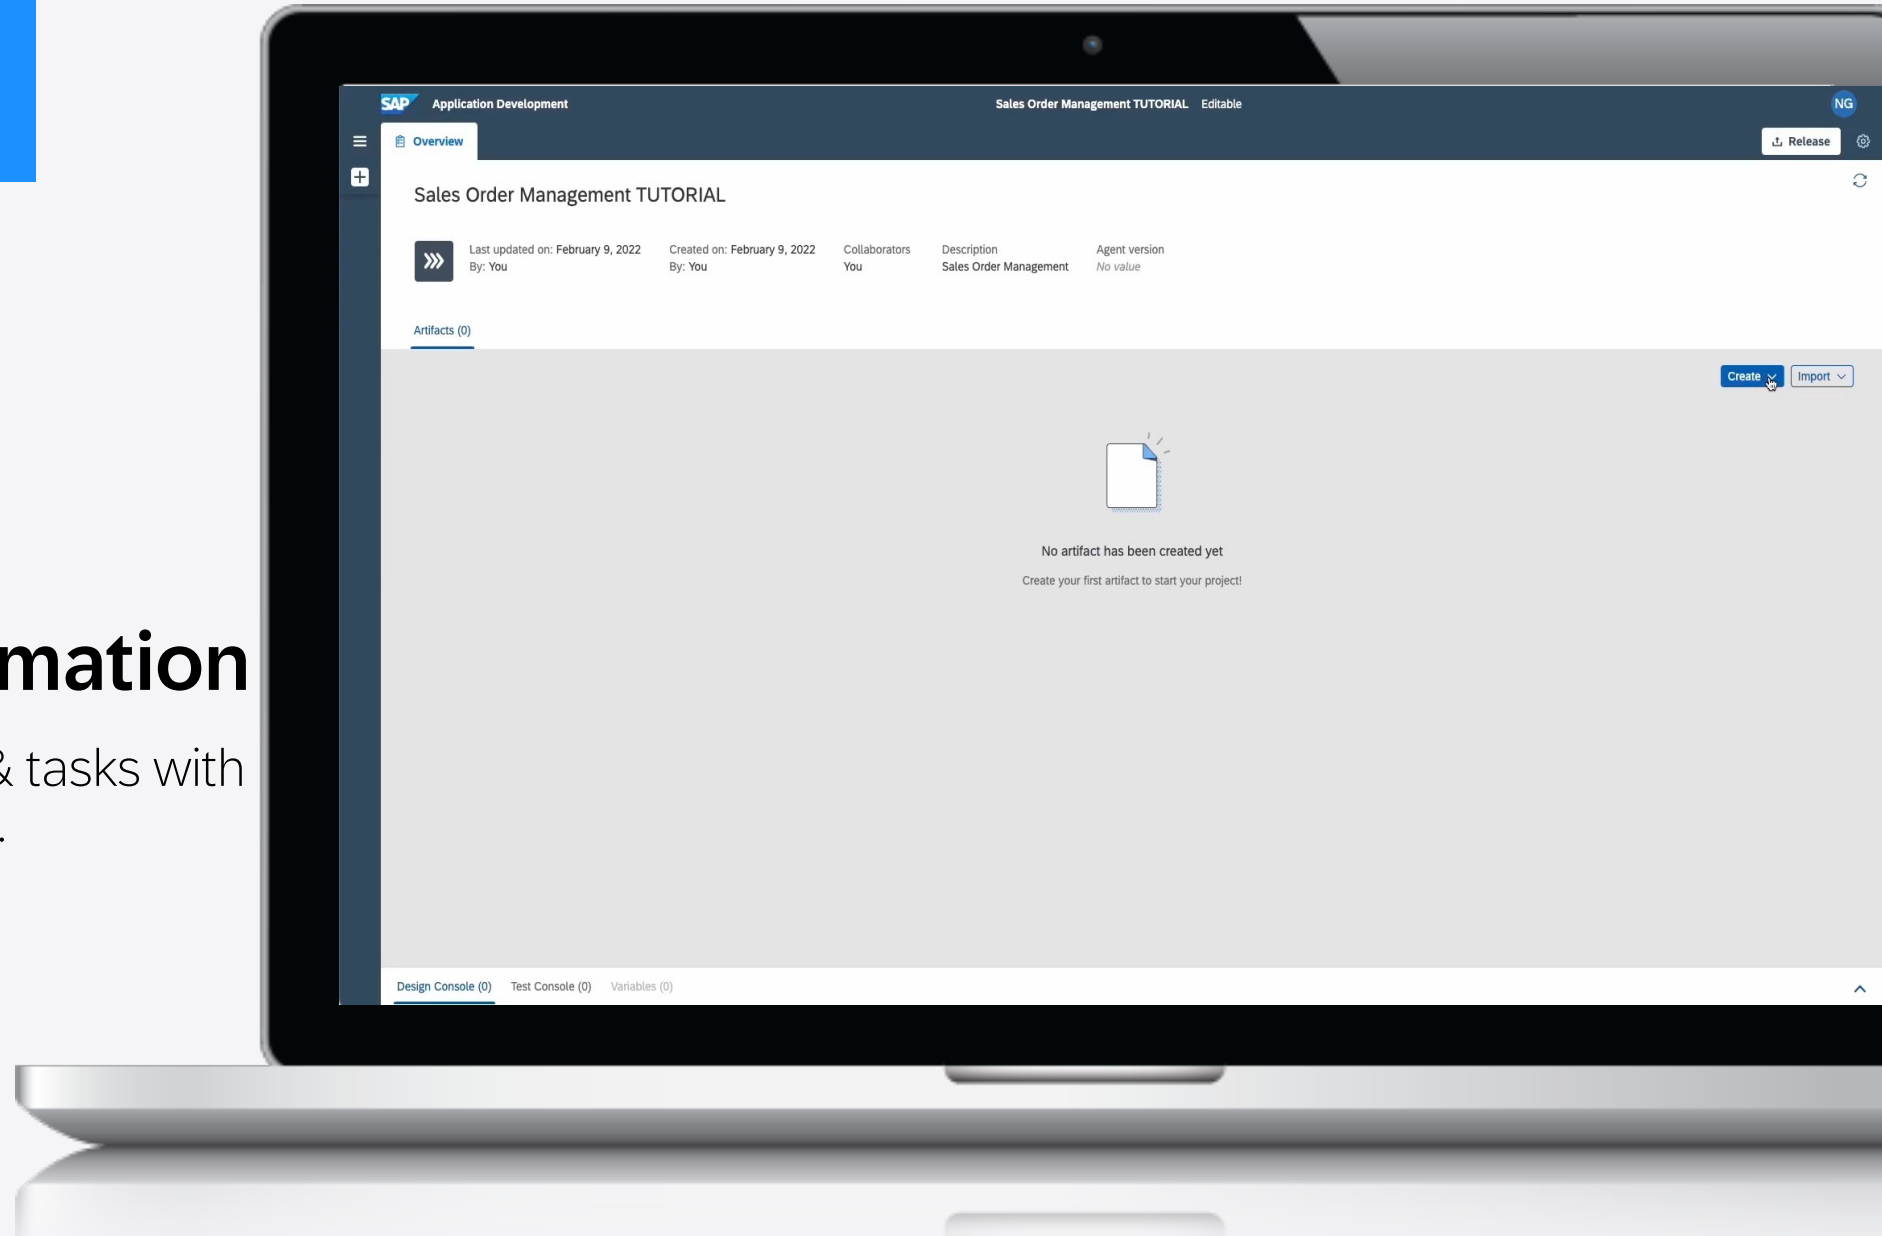 SAP Application Development Sales Order Management TUTORIAL Editable NG
Overview Release
Sales Order Management TUTORIAL
Last updated on: February 9, 2022 Created on: February 9, 2022 Collaborators Description Agent version
By: You By: You You Sales Order Management No value
Artifacts (0)
Create Import
No artifact has been created yet
Create your first artifact to start your project!
mation
& tasks with
.
Design Console (0) Test Console (0) Variables (0)